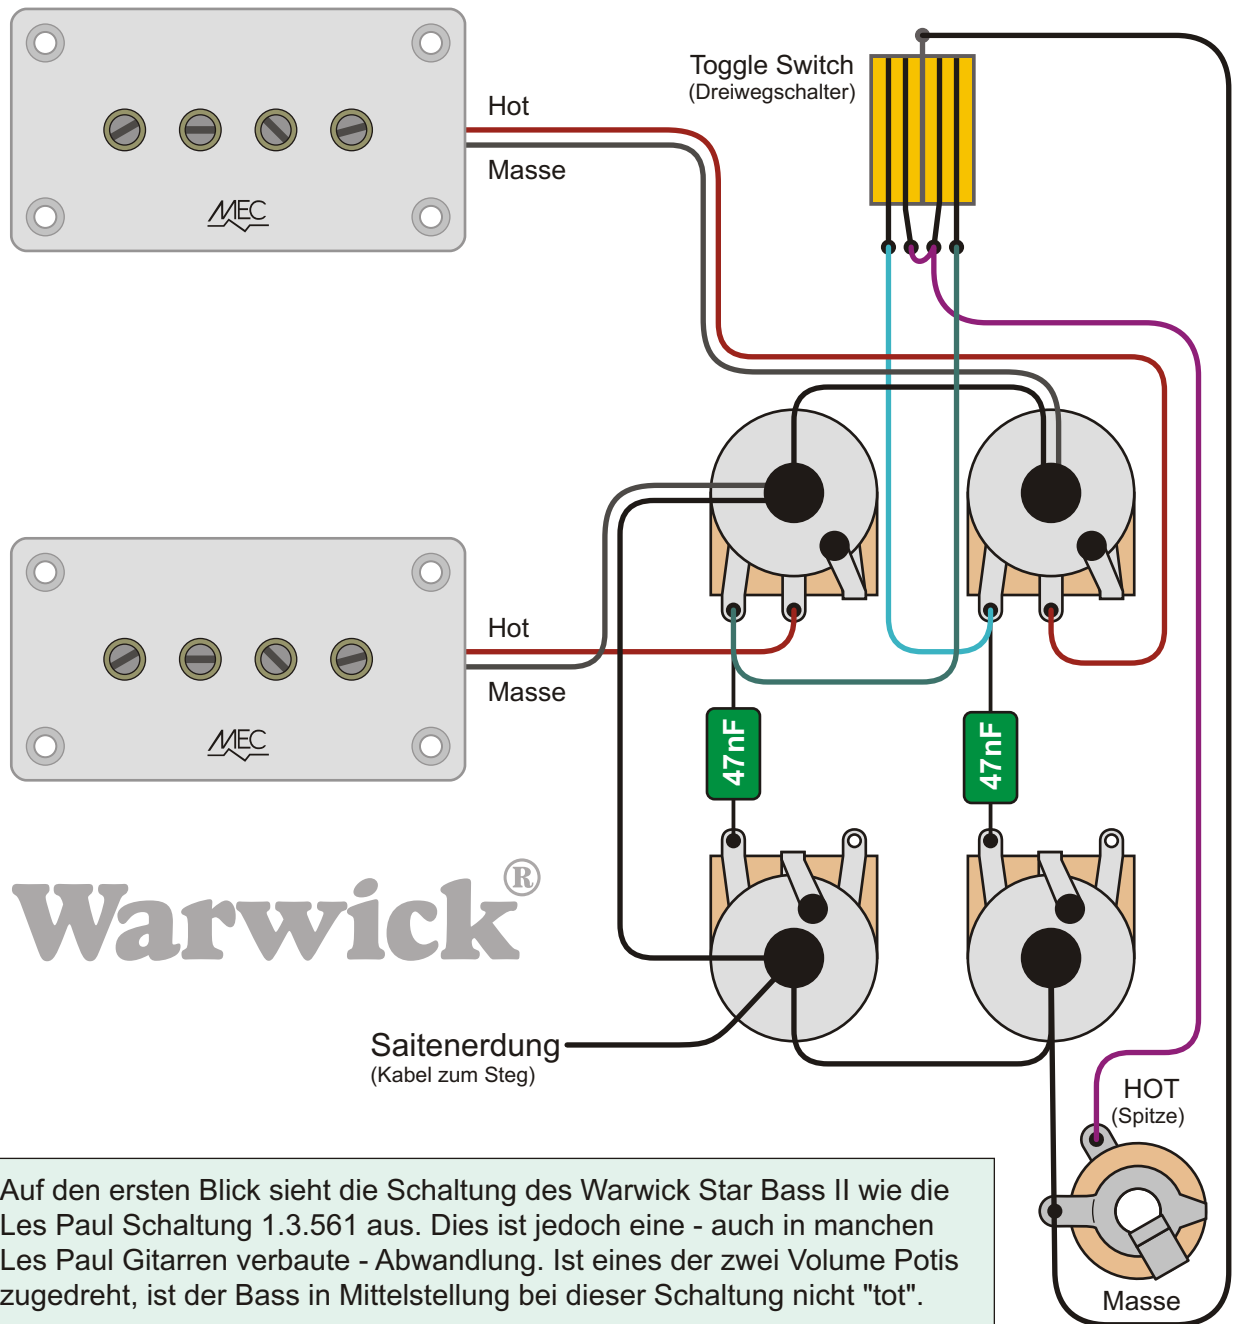 Toggle Switch
(Dreiwegschalter)
Hot
Masse
MEC
Hot
Masse
MEC
47nF
47nF
Warwick®
Saitenerdung
(Kabel zum Steg)
HOT
(Spitze)
Masse
Auf den ersten Blick sieht die Schaltung des Warwick Star Bass II wie die
Les Paul Schaltung 1.3.561 aus. Dies ist jedoch eine - auch in manchen
Les Paul Gitarren verbaute - Abwandlung. Ist eines der zwei Volume Potis
zugedreht, ist der Bass in Mittelstellung bei dieser Schaltung nicht "tot".